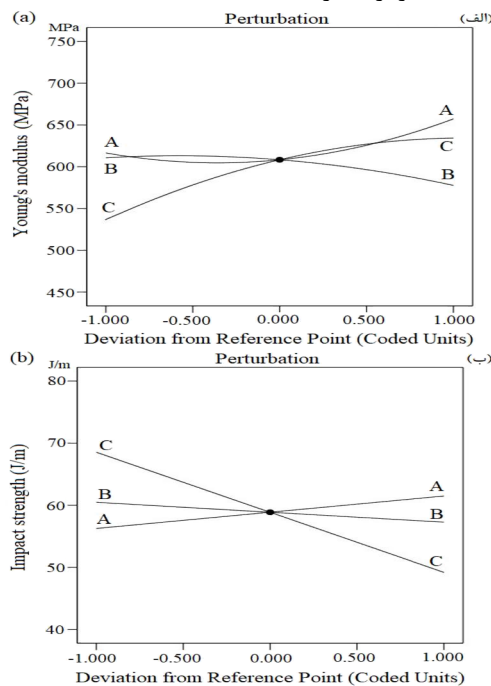 (a) Perturbation (الف)
MPa
750
700
650
600
550
500
450
Young's modulus (MPa)
A
B
C
A
C
B
-1.000 -0.500 0.000 0.500 1.000
Deviation from Reference Point (Coded Units)
(b) Perturbation (ب)
J/m
80
70
60
50
40
Impact strength (J/m)
C
B
A
A
B
C
-1.000 -0.500 0.000 0.500 1.000
Deviation from Reference Point (Coded Units)